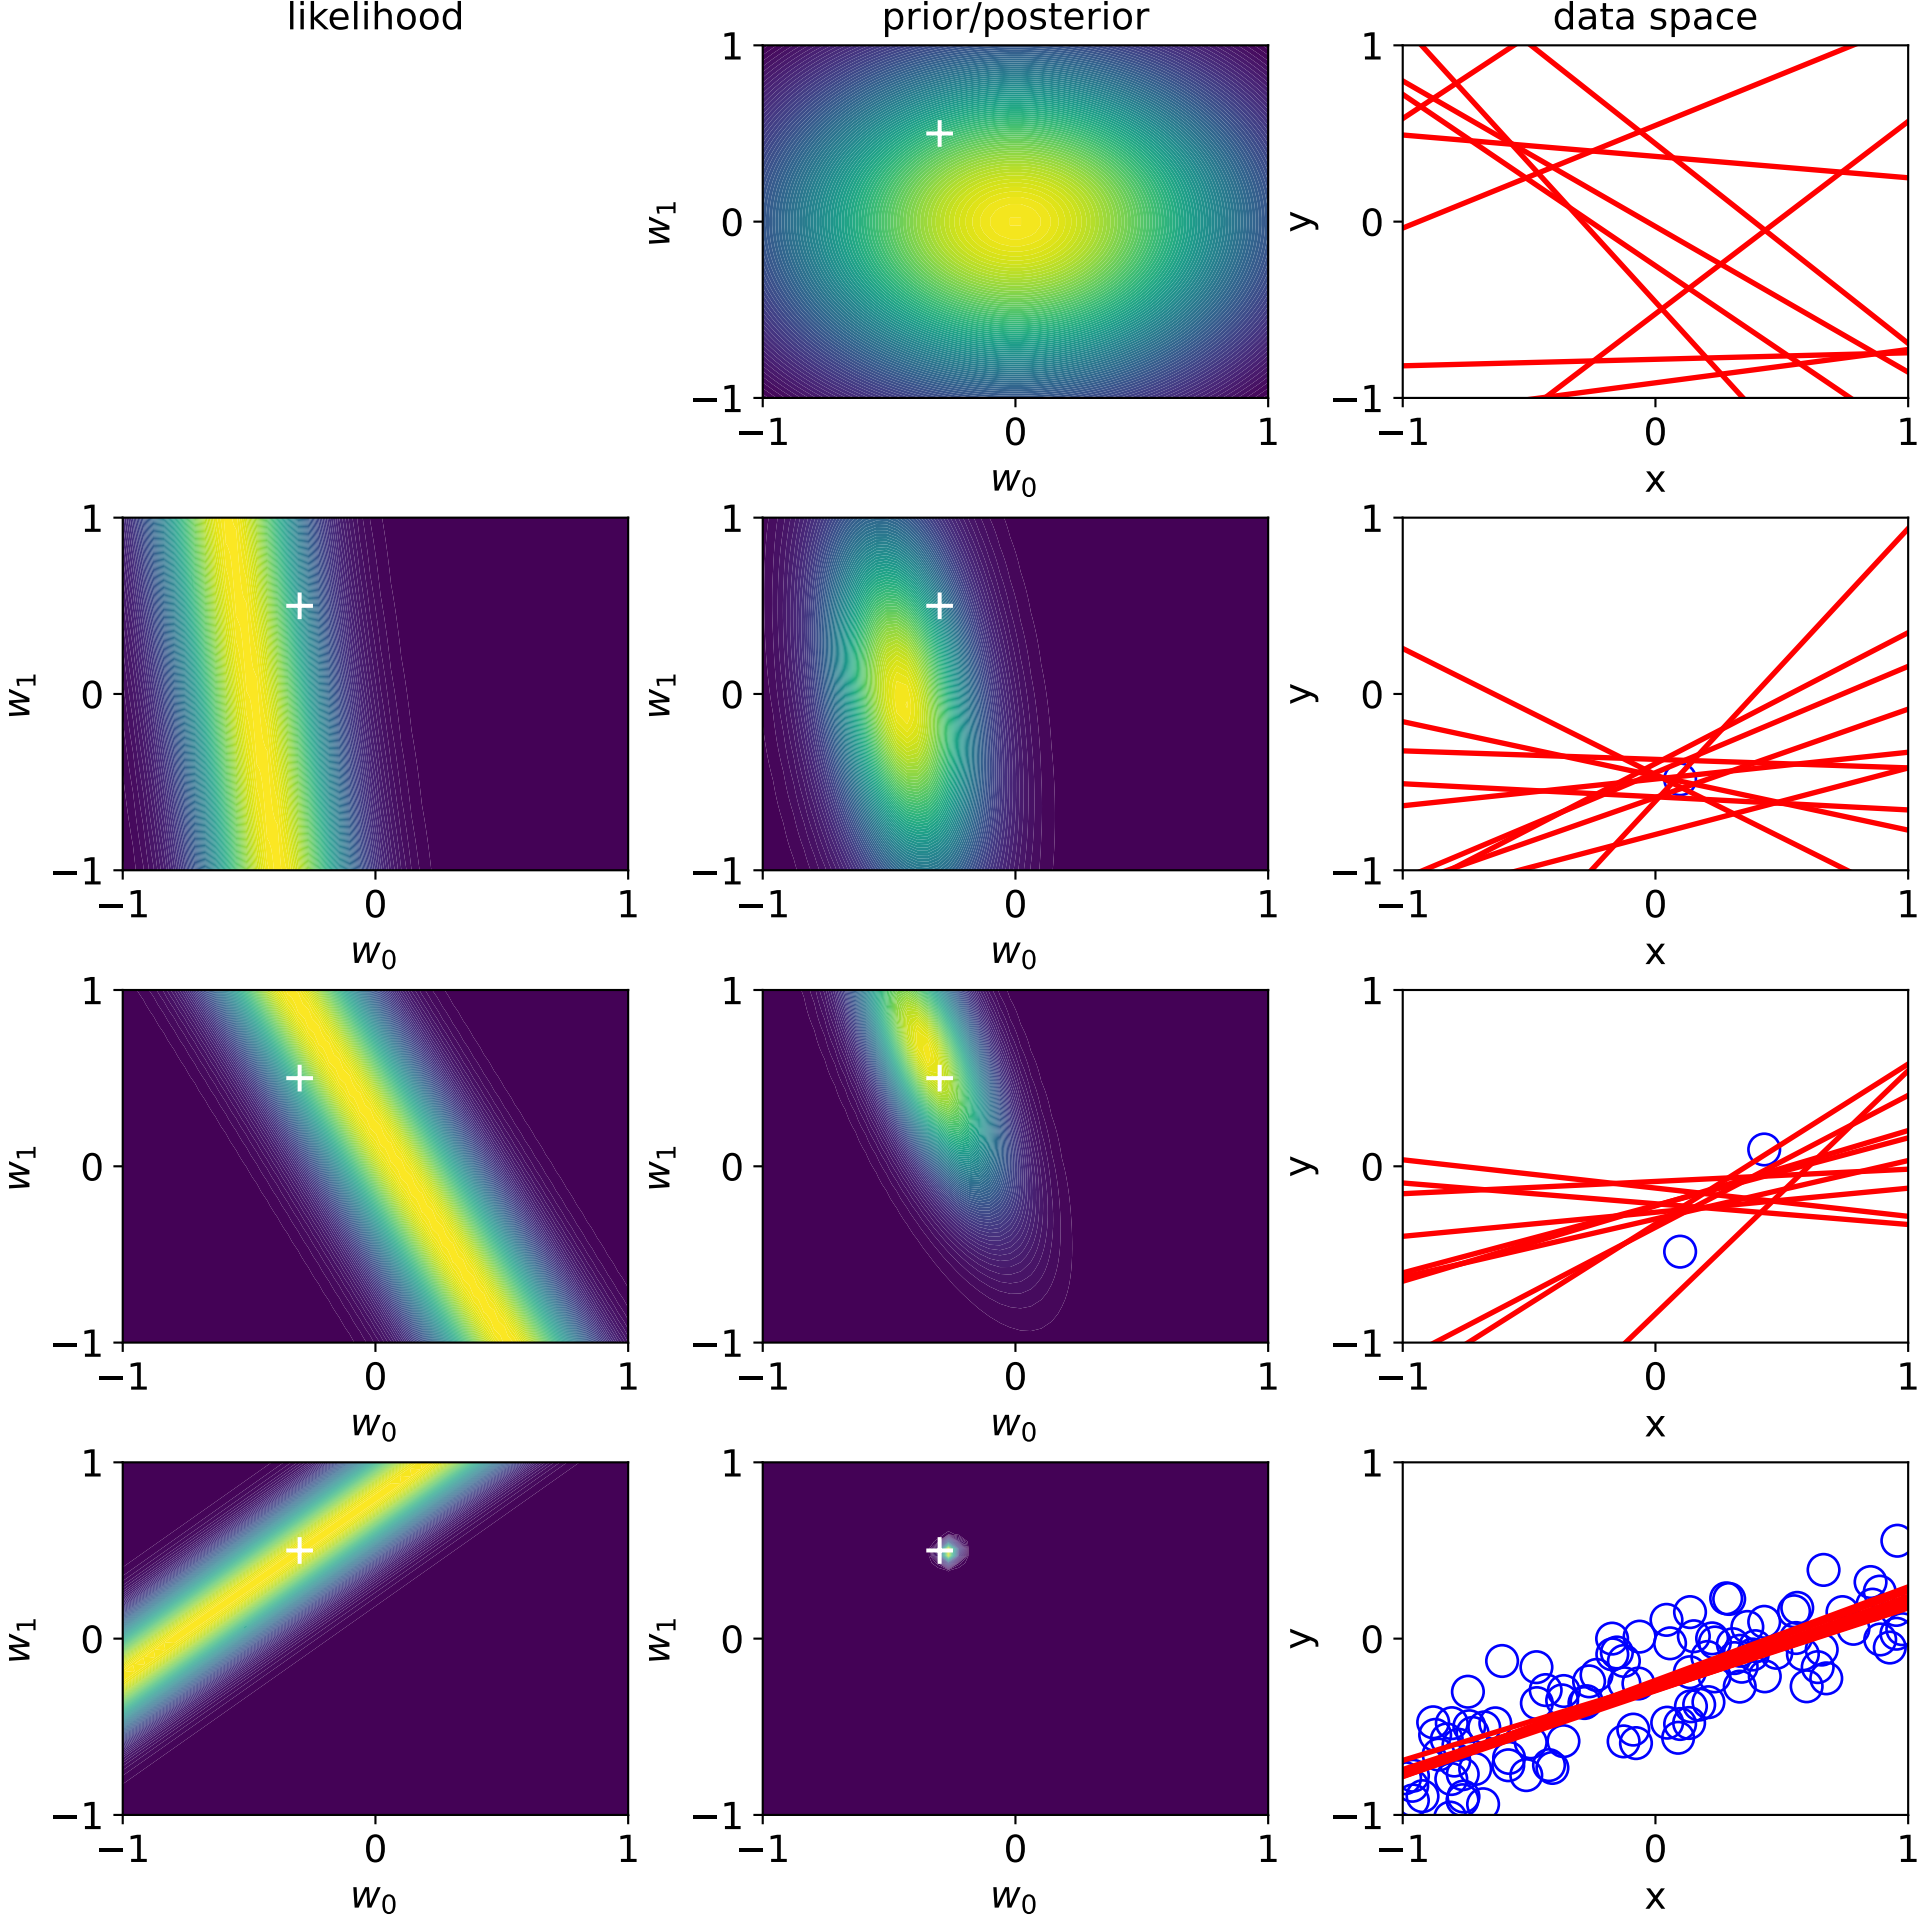 likelihood prior/posterior data space
1 1
w₁ 0 y 0
−1 −1
−1 0 1 −1 0 1
w₀ x
1 1 1
w₁ 0 w₁ 0 y 0
−1 −1 −1
−1 0 1 −1 0 1 −1 0 1
w₀ w₀ x
1 1 1
w₁ 0 w₁ 0 y 0
−1 −1 −1
−1 0 1 −1 0 1 −1 0 1
w₀ w₀ x
1 1 1
w₁ 0 w₁ 0 y 0
−1 −1 −1
−1 0 1 −1 0 1 −1 0 1
w₀ w₀ x